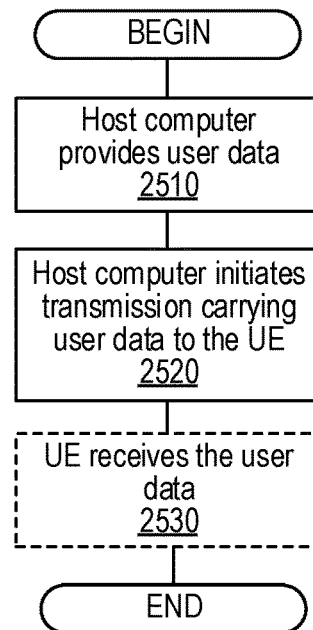 BEGIN
Host computer
provides user data
2510
Host computer initiates
transmission carrying
user data to the UE
2520
UE receives the user
data
2530
END